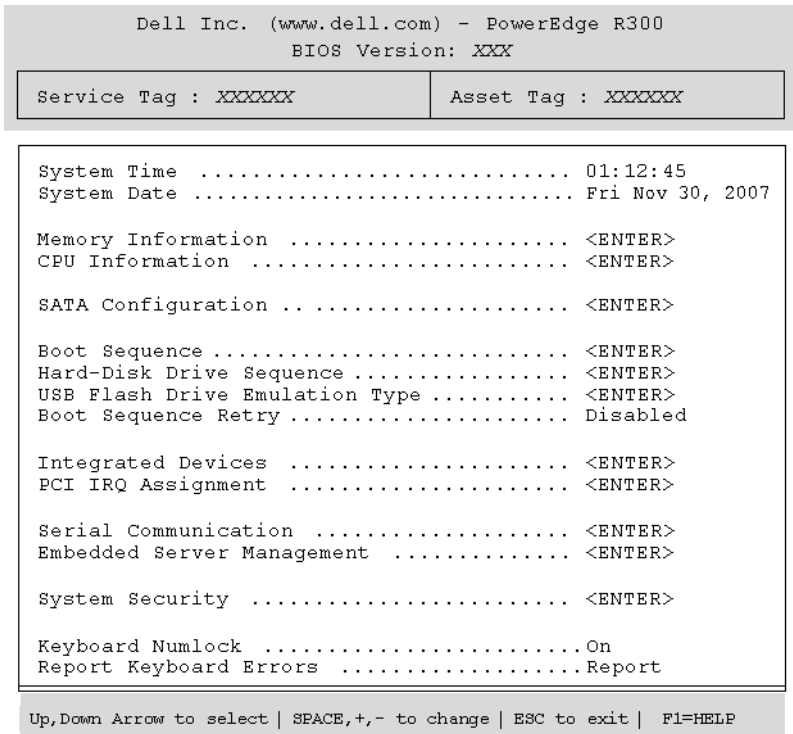 Dell Inc. (www.dell.com) - PowerEdge R300
BIOS Version: XXX
Service Tag : XXXXXX Asset Tag : XXXXXX
System Time ............................. 01:12:45
System Date .............................. Fri Nov 30, 2007
Memory Information ...................... <ENTER>
CPU Information ......................... <ENTER>
SATA Configuration .. .................... <ENTER>
Boot Sequence ............................ <ENTER>
Hard-Disk Drive Sequence ................. <ENTER>
USB Flash Drive Emulation Type ........... <ENTER>
Boot Sequence Retry ...................... Disabled
Integrated Devices ...................... <ENTER>
PCI IRQ Assignment ...................... <ENTER>
Serial Communication .................... <ENTER>
Embedded Server Management .............. <ENTER>
System Security ......................... <ENTER>
Keyboard Numlock .........................On
Report Keyboard Errors ...................Report
Up,Down Arrow to select | SPACE,+,- to change | ESC to exit | F1=HELP